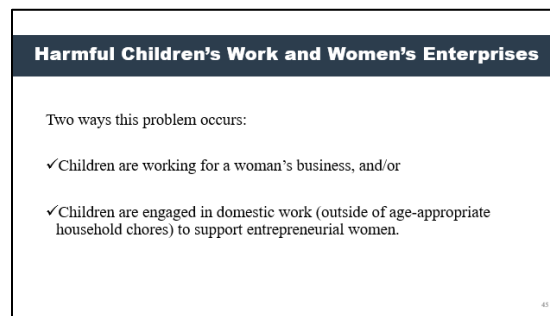 Harmful Children’s Work and Women’s Enterprises
Two ways this problem occurs:
✓Children are working for a woman’s business, and/or
✓Children are engaged in domestic work (outside of age-appropriate
household chores) to support entrepreneurial women.